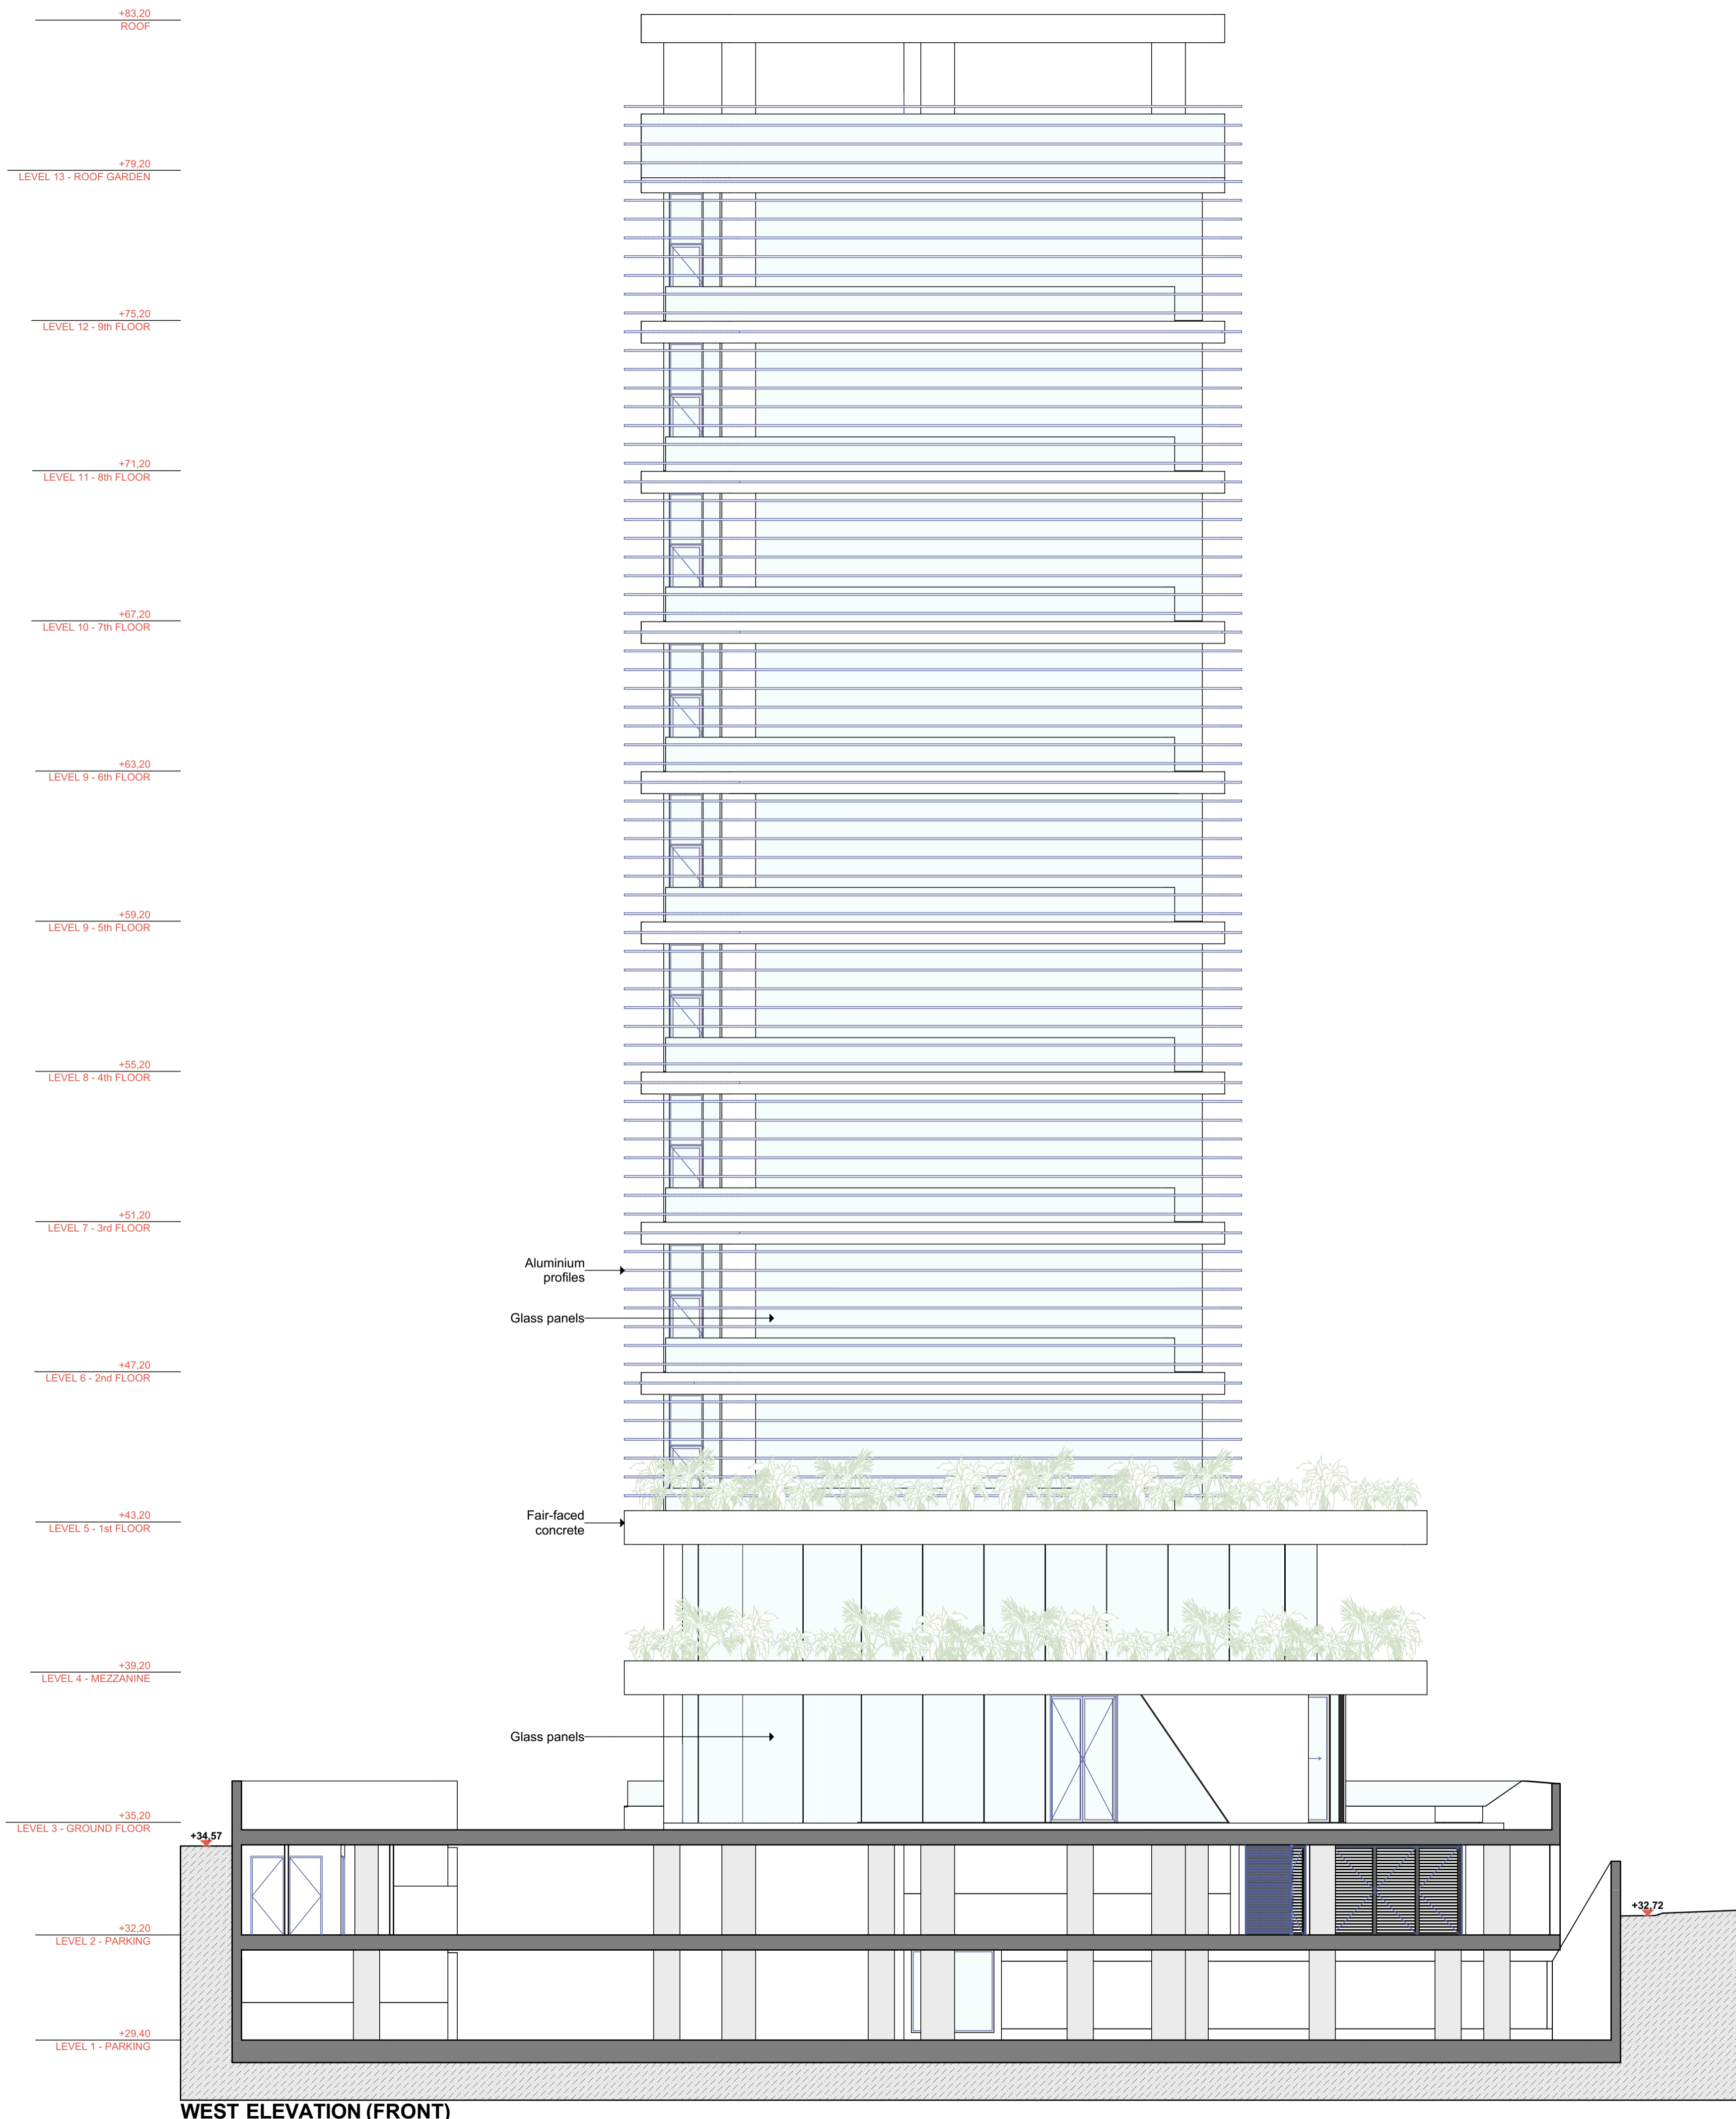 +83,20
ROOF
+79,20
LEVEL 13 - ROOF GARDEN
+75,20
LEVEL 12 - 9th FLOOR
+71,20
LEVEL 11 - 8th FLOOR
+67,20
LEVEL 10 - 7th FLOOR
+63,20
LEVEL 9 - 6th FLOOR
+59,20
LEVEL 9 - 5th FLOOR
+55,20
LEVEL 8 - 4th FLOOR
+51,20
LEVEL 7 - 3rd FLOOR
Aluminium
profiles
Glass panels
+47,20
LEVEL 6 - 2nd FLOOR
+43,20
LEVEL 5 - 1st FLOOR
Fair-faced
concrete
+39,20
LEVEL 4 - MEZZANINE
Glass panels
+35,20
LEVEL 3 - GROUND FLOOR
+34,57
+32,72
+32,20
LEVEL 2 - PARKING
+29,40
LEVEL 1 - PARKING
WEST ELEVATION (FRONT)